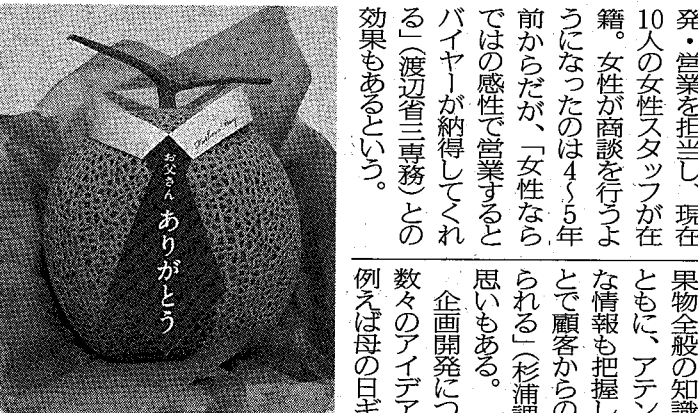 発・営業を担当し、現在
10人の女性スタッフが在
籍。女性が商談を行うよ
うになったのは4〜5年
前からだが、「女性なら
ではの感性で営業すると
バイヤーが納得してくれ
る」（渡辺省三専務）との
効果もあるという。
果物全般の知識
ともに、アテン
な情報も把握し
とで顧客からの
られる」（杉浦課
思いもある。
企画開発につ
数々のアイデア
例えば母の日ギ
お父さん
ありがとう